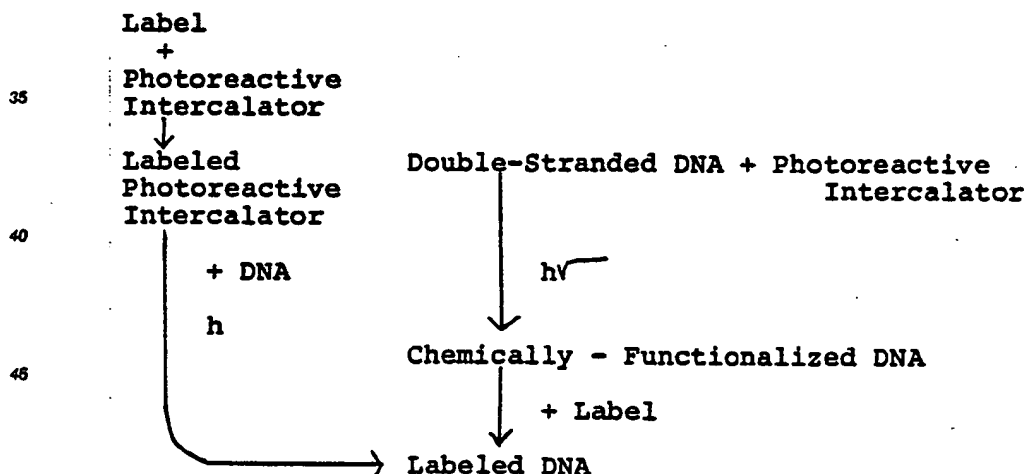 Label
+
Photoreactive
35
Intercalator
Labeled
Photoreactive
Intercalator
Double-Stranded DNA + Photoreactive
Intercalator
40
+ DNA
h
h√
Chemically - Functionalized DNA
45
+ Label
Labeled DNA